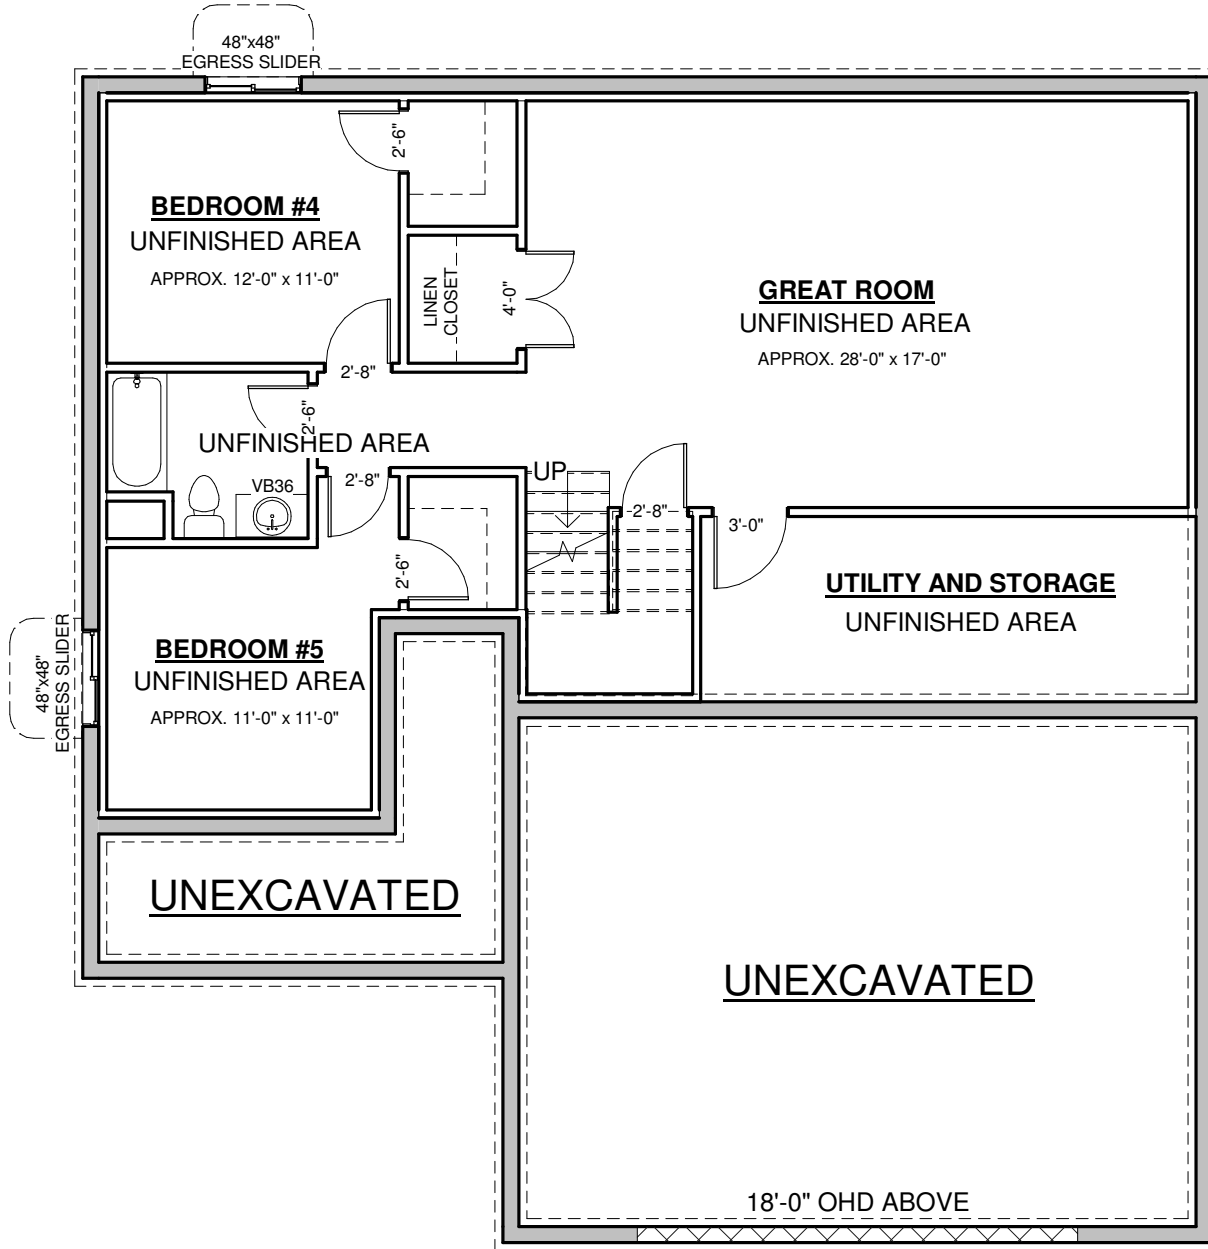 48"x48"
EGRESS SLIDER
2'-6"
BEDROOM #4
UNFINISHED AREA
APPROX. 12'-0" x 11'-0"
LINEN
CLOSET
4'-0"
GREAT ROOM
UNFINISHED AREA
APPROX. 28'-0" x 17'-0"
2'-8"
2'-6"
UNFINISHED AREA
VB36
2'-8"
UP
2'-8"
3'-0"
2'-6"
UTILITY AND STORAGE
UNFINISHED AREA
48"x48"
EGRESS SLIDER
BEDROOM #5
UNFINISHED AREA
APPROX. 11'-0" x 11'-0"
UNEXCAVATED
UNEXCAVATED
18'-0" OHD ABOVE